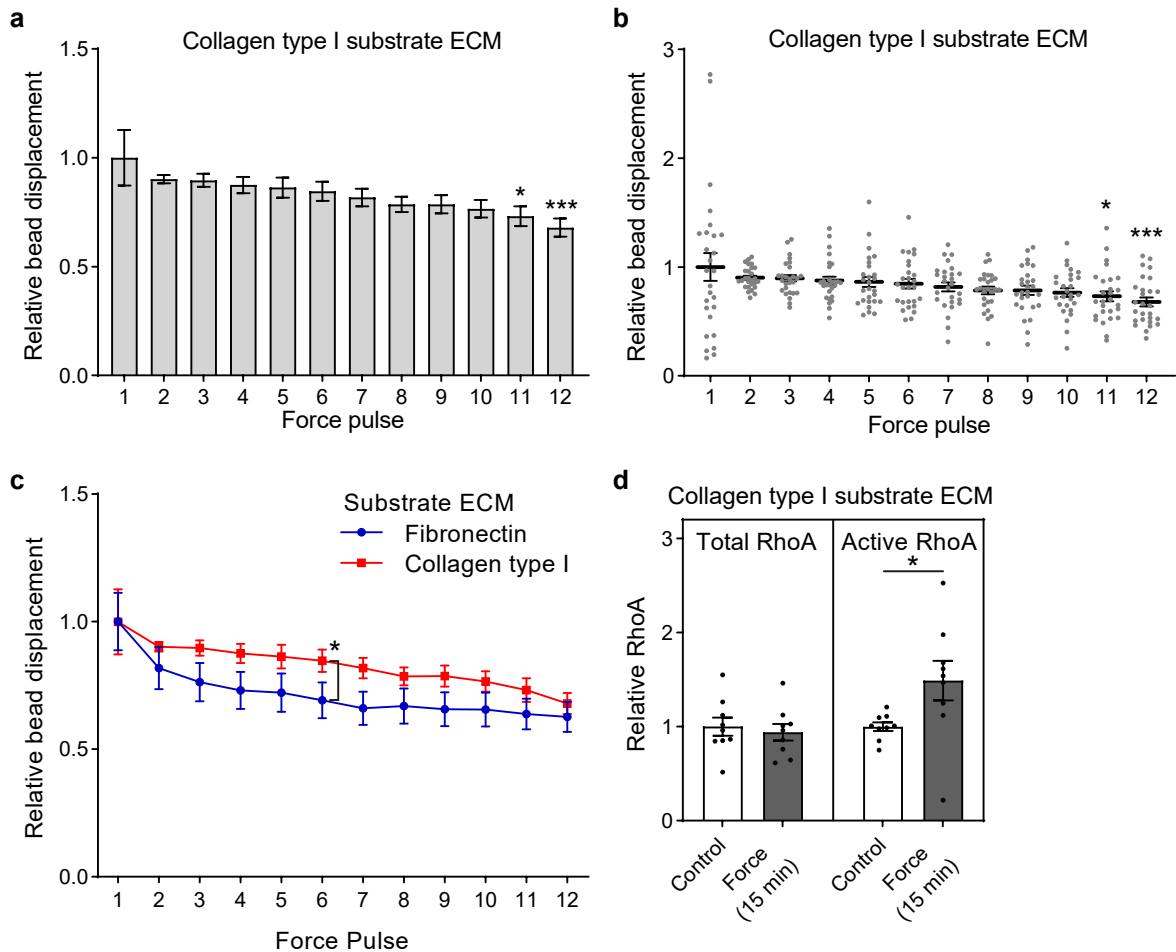 a
Collagen type I substrate ECM
Relative bead displacement
1.5
1.0
0.5
0.0
*
***
1 2 3 4 5 6 7 8 9 10 11 12
Force pulse
b
Collagen type I substrate ECM
Relative bead displacement
3
2
1
0
*
***
1 2 3 4 5 6 7 8 9 10 11 12
Force pulse
c
Relative bead displacement
1.5
1.0
0.5
0.0
Substrate ECM
Fibronectin
Collagen type I
*
1 2 3 4 5 6 7 8 9 10 11 12
Force Pulse
d
Collagen type I substrate ECM
Relative RhoA
3
2
1
0
Total RhoA
Active RhoA
*
Control
Force
(15 min)
Control
Force
(15 min)